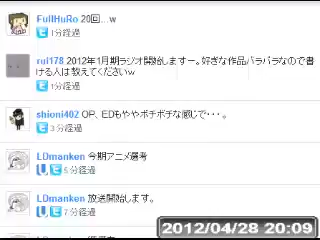 FullHuRo 20回...w
1分経過
rui178 2012年1月期ラジオ開始しますー。好きな作品バラバラなので書
ける人は教えてくださいw
1分経過
shioni402 OP、EDもややボチボチな感じで・・・。
3分経過
LDmanken 今期アニメ選考
5分経過
LDmanken 放送開始します。
7分経過
2012/04/28 20:09